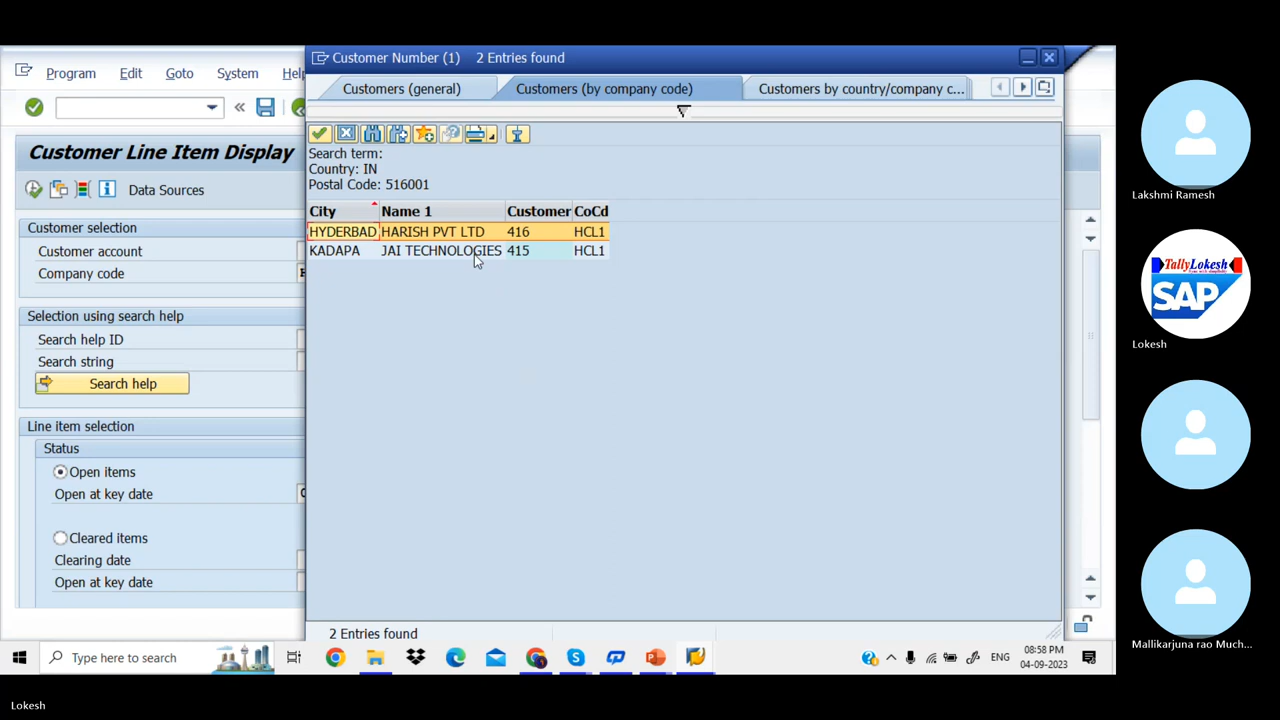 Program Edit Goto System Help
Customer Line Item Display
Data Sources
Customer selection
Customer account
Company code
Selection using search help
Search help ID
Search string
Search help
Line item selection
Status
Open items
Open at key date
Cleared items
Clearing date
Open at key date
Customer Number (1) 2 Entries found
Customers (general) Customers (by company code) Customers by country/company c...
Search term:
Country: IN
Postal Code: 516001
City Name 1 Customer CoCd
HYDERBAD HARISH PVT LTD 416 HCL1
KADAPA JAI TECHNOLOGIES 415 HCL1
2 Entries found
Lakshmi Ramesh
TallyLokesh
SAP
Lokesh
Mallikarjuna rao Much...
Type here to search
ENG
08:58 PM
04-09-2023
Lokesh